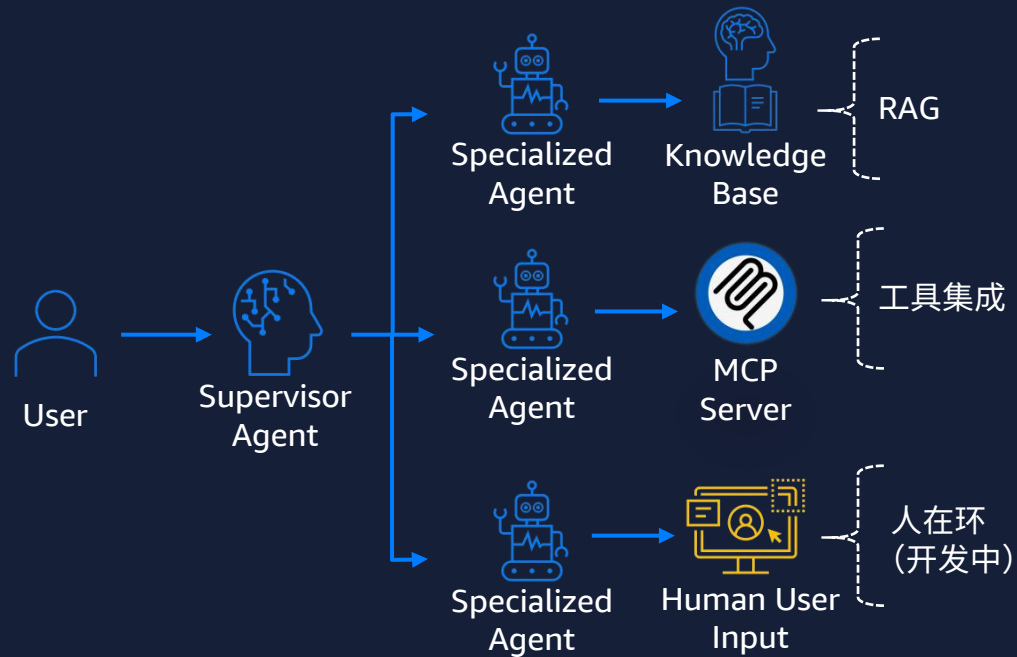 User
Supervisor
Agent
Specialized
Agent
Knowledge
Base
RAG
Specialized
Agent
MCP
Server
工具集成
Specialized
Agent
Human User
Input
人在环
（开发中）